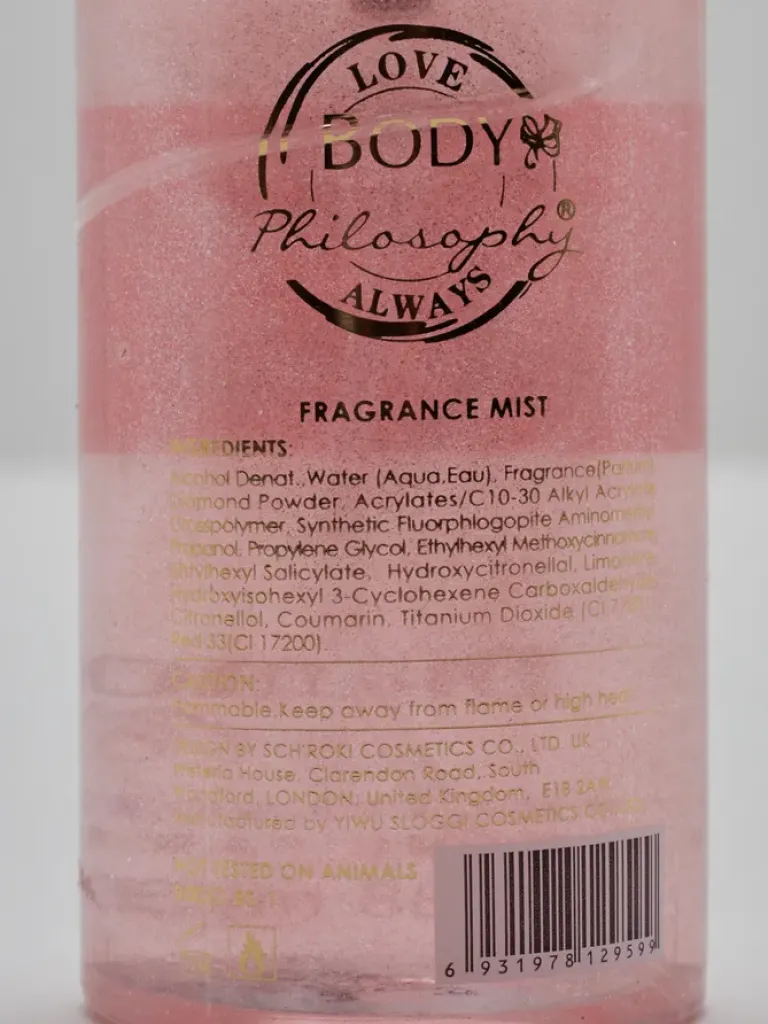 LOVE
BODY
Philosophy®
ALWAYS
FRAGRANCE MIST
INGREDIENTS:
Alcohol Denat.,Water (Aqua,Eau), Fragrance(Parfum)
Diamond Powder, Acrylates/C10-30 Alkyl Acrylate
Crosspolymer, Synthetic Fluorphlogopite Aminomethyl
Propanol, Propylene Glycol, Ethylhexyl Methoxycinnamate
Ethylhexyl Salicylate, Hydroxycitronellal, Limonene
Hydroxyisohexyl 3-Cyclohexene Carboxaldehyde
Citronellol, Coumarin, Titanium Dioxide (CI
Red 33(CI 17200).
CAUTION:
Flammable.Keep away from flame or high heat
DESIGN BY SCH'ROKI COSMETICS CO., LTD. UK
House, Clarendon Road, South
LONDON, United Kingdom, E18 2AW
Manufactured by YIWU SLOGGI COSMETICS CO.,
NOT TESTED ON ANIMALS
6 931978 129599